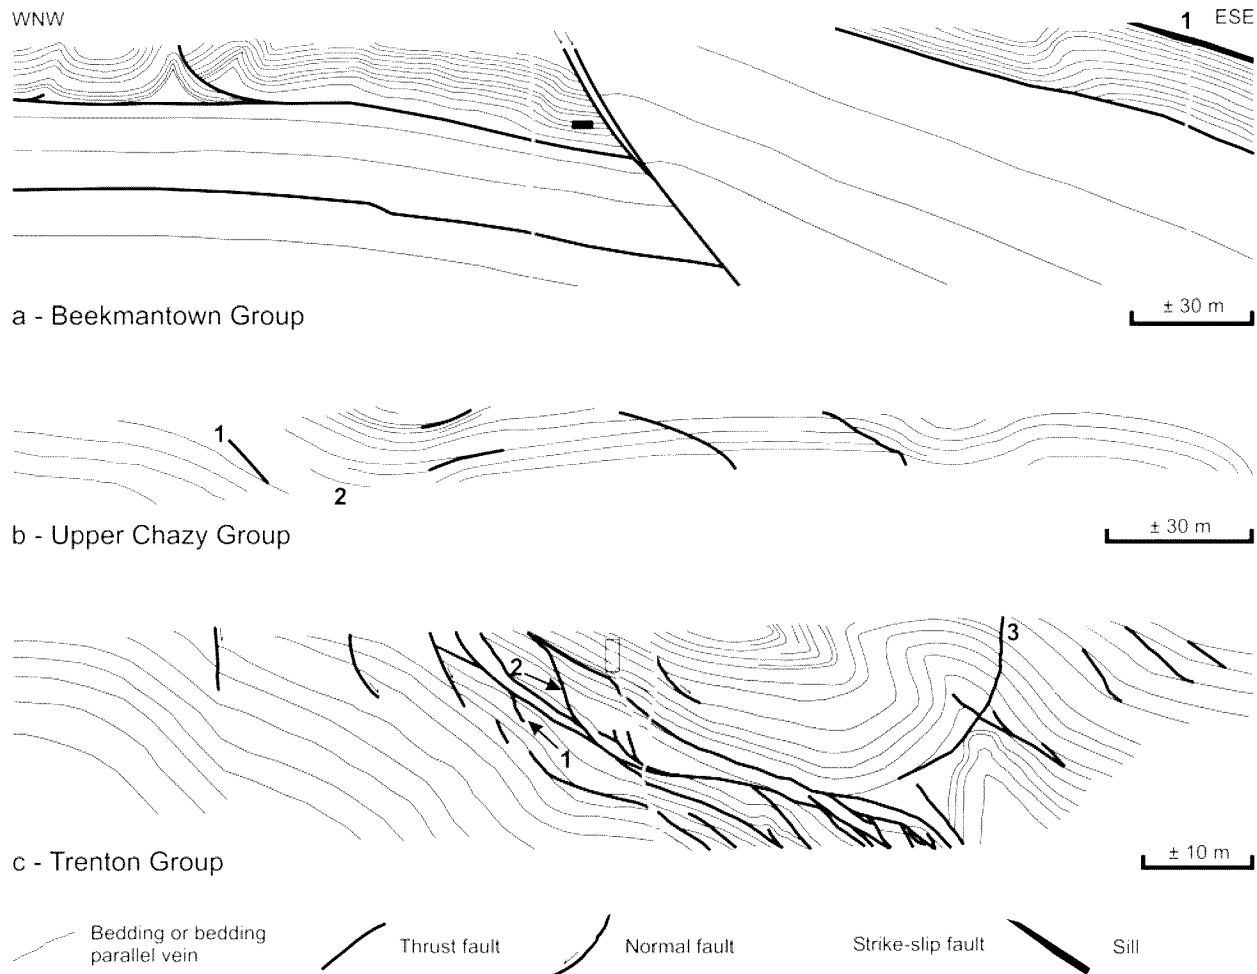 WNW
1 ESE
a - Beekmantown Group
± 30 m
1
2
b - Upper Chazy Group
± 30 m
3
2
1
c - Trenton Group
± 10 m
Bedding or bedding
parallel vein
Thrust fault
Normal fault
Strike-slip fault
Sill